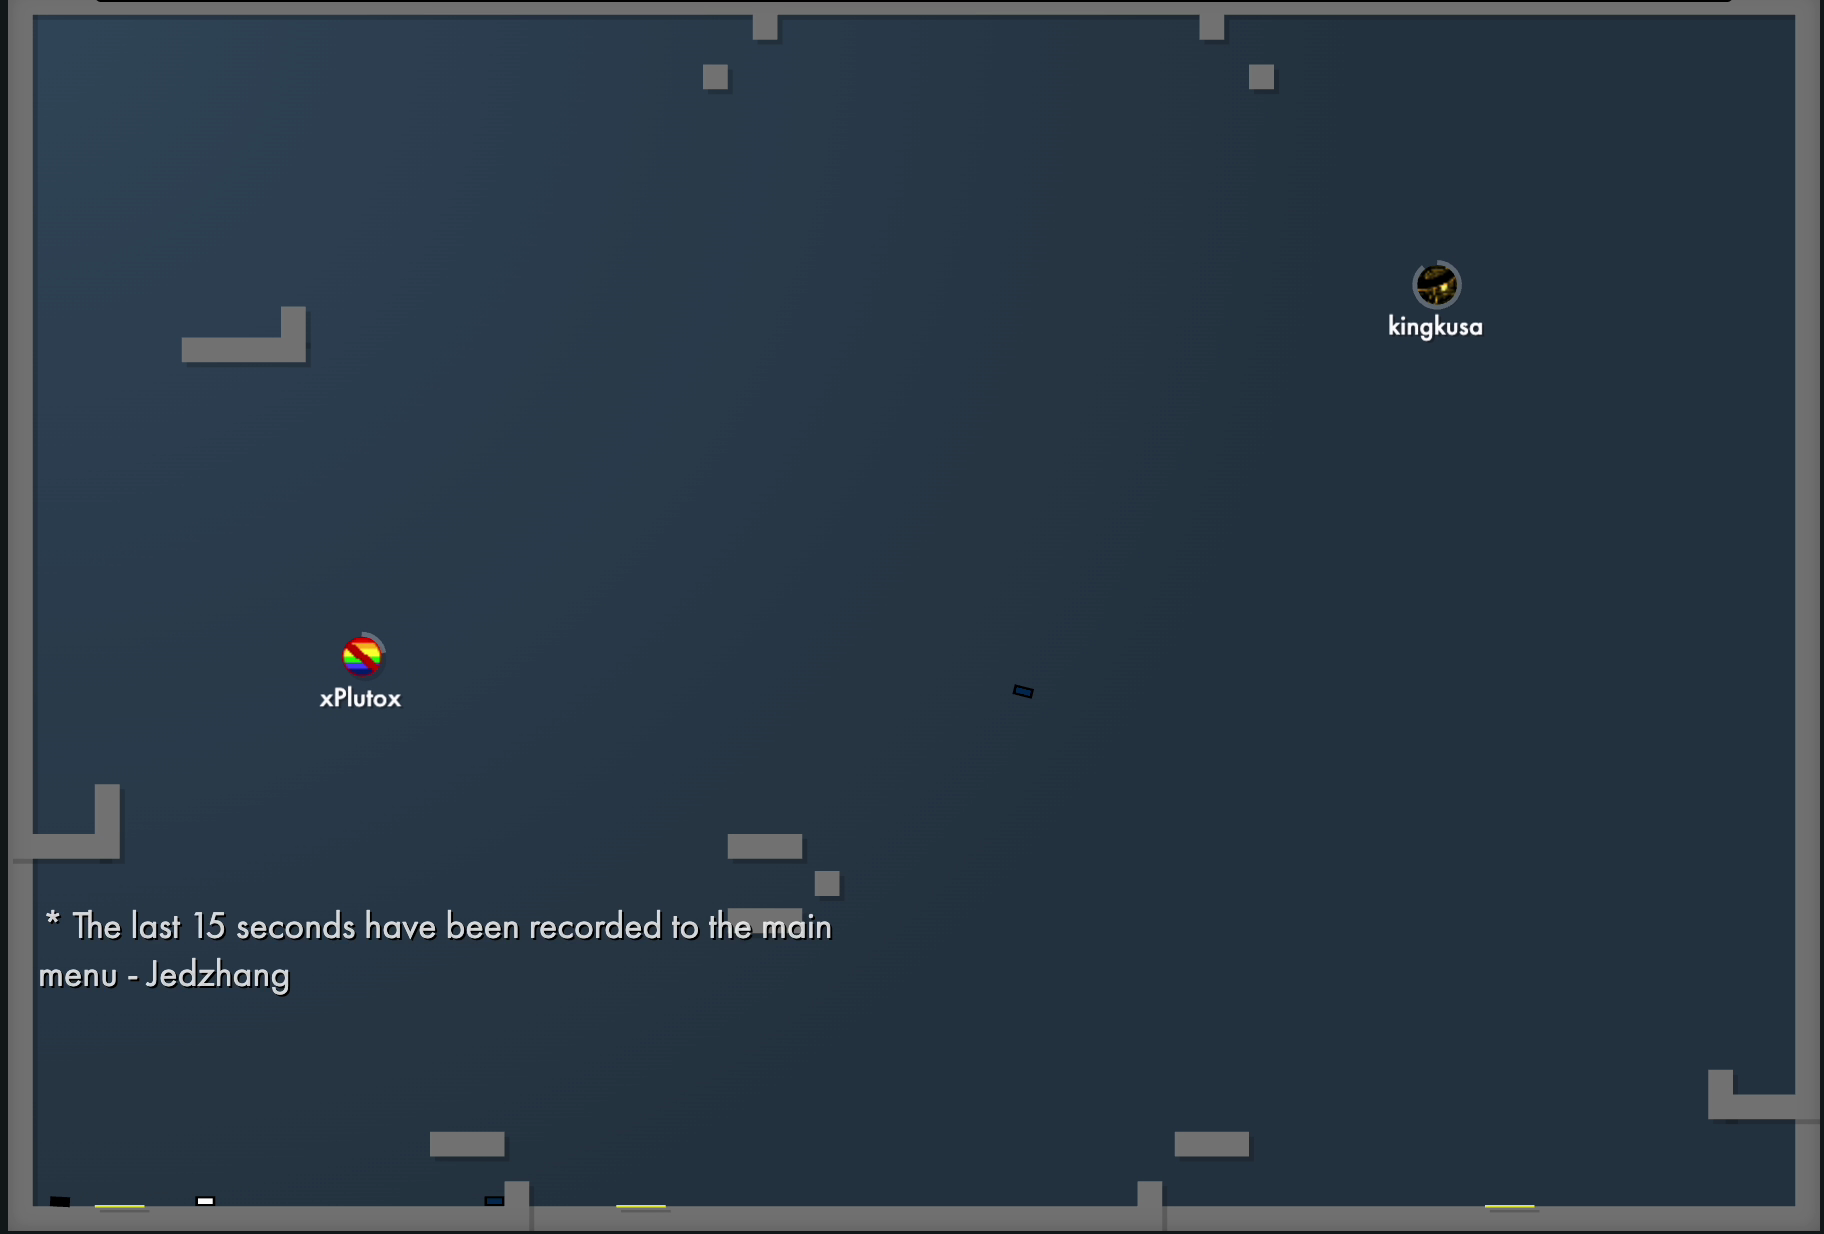 kingkusa
xPlutox
* The last 15 seconds have been recorded to the main
menu - Jedzhang